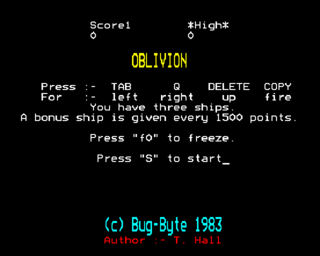 Score1 *High*
0 0
OBLIVION
Press :- TAB Q DELETE COPY
For :- left right up fire
You have three ships.
A bonus ship is given every 1500 points.
Press "f0" to freeze.
Press "S" to start_
(c) Bug-Byte 1983
Author :- T. Hall